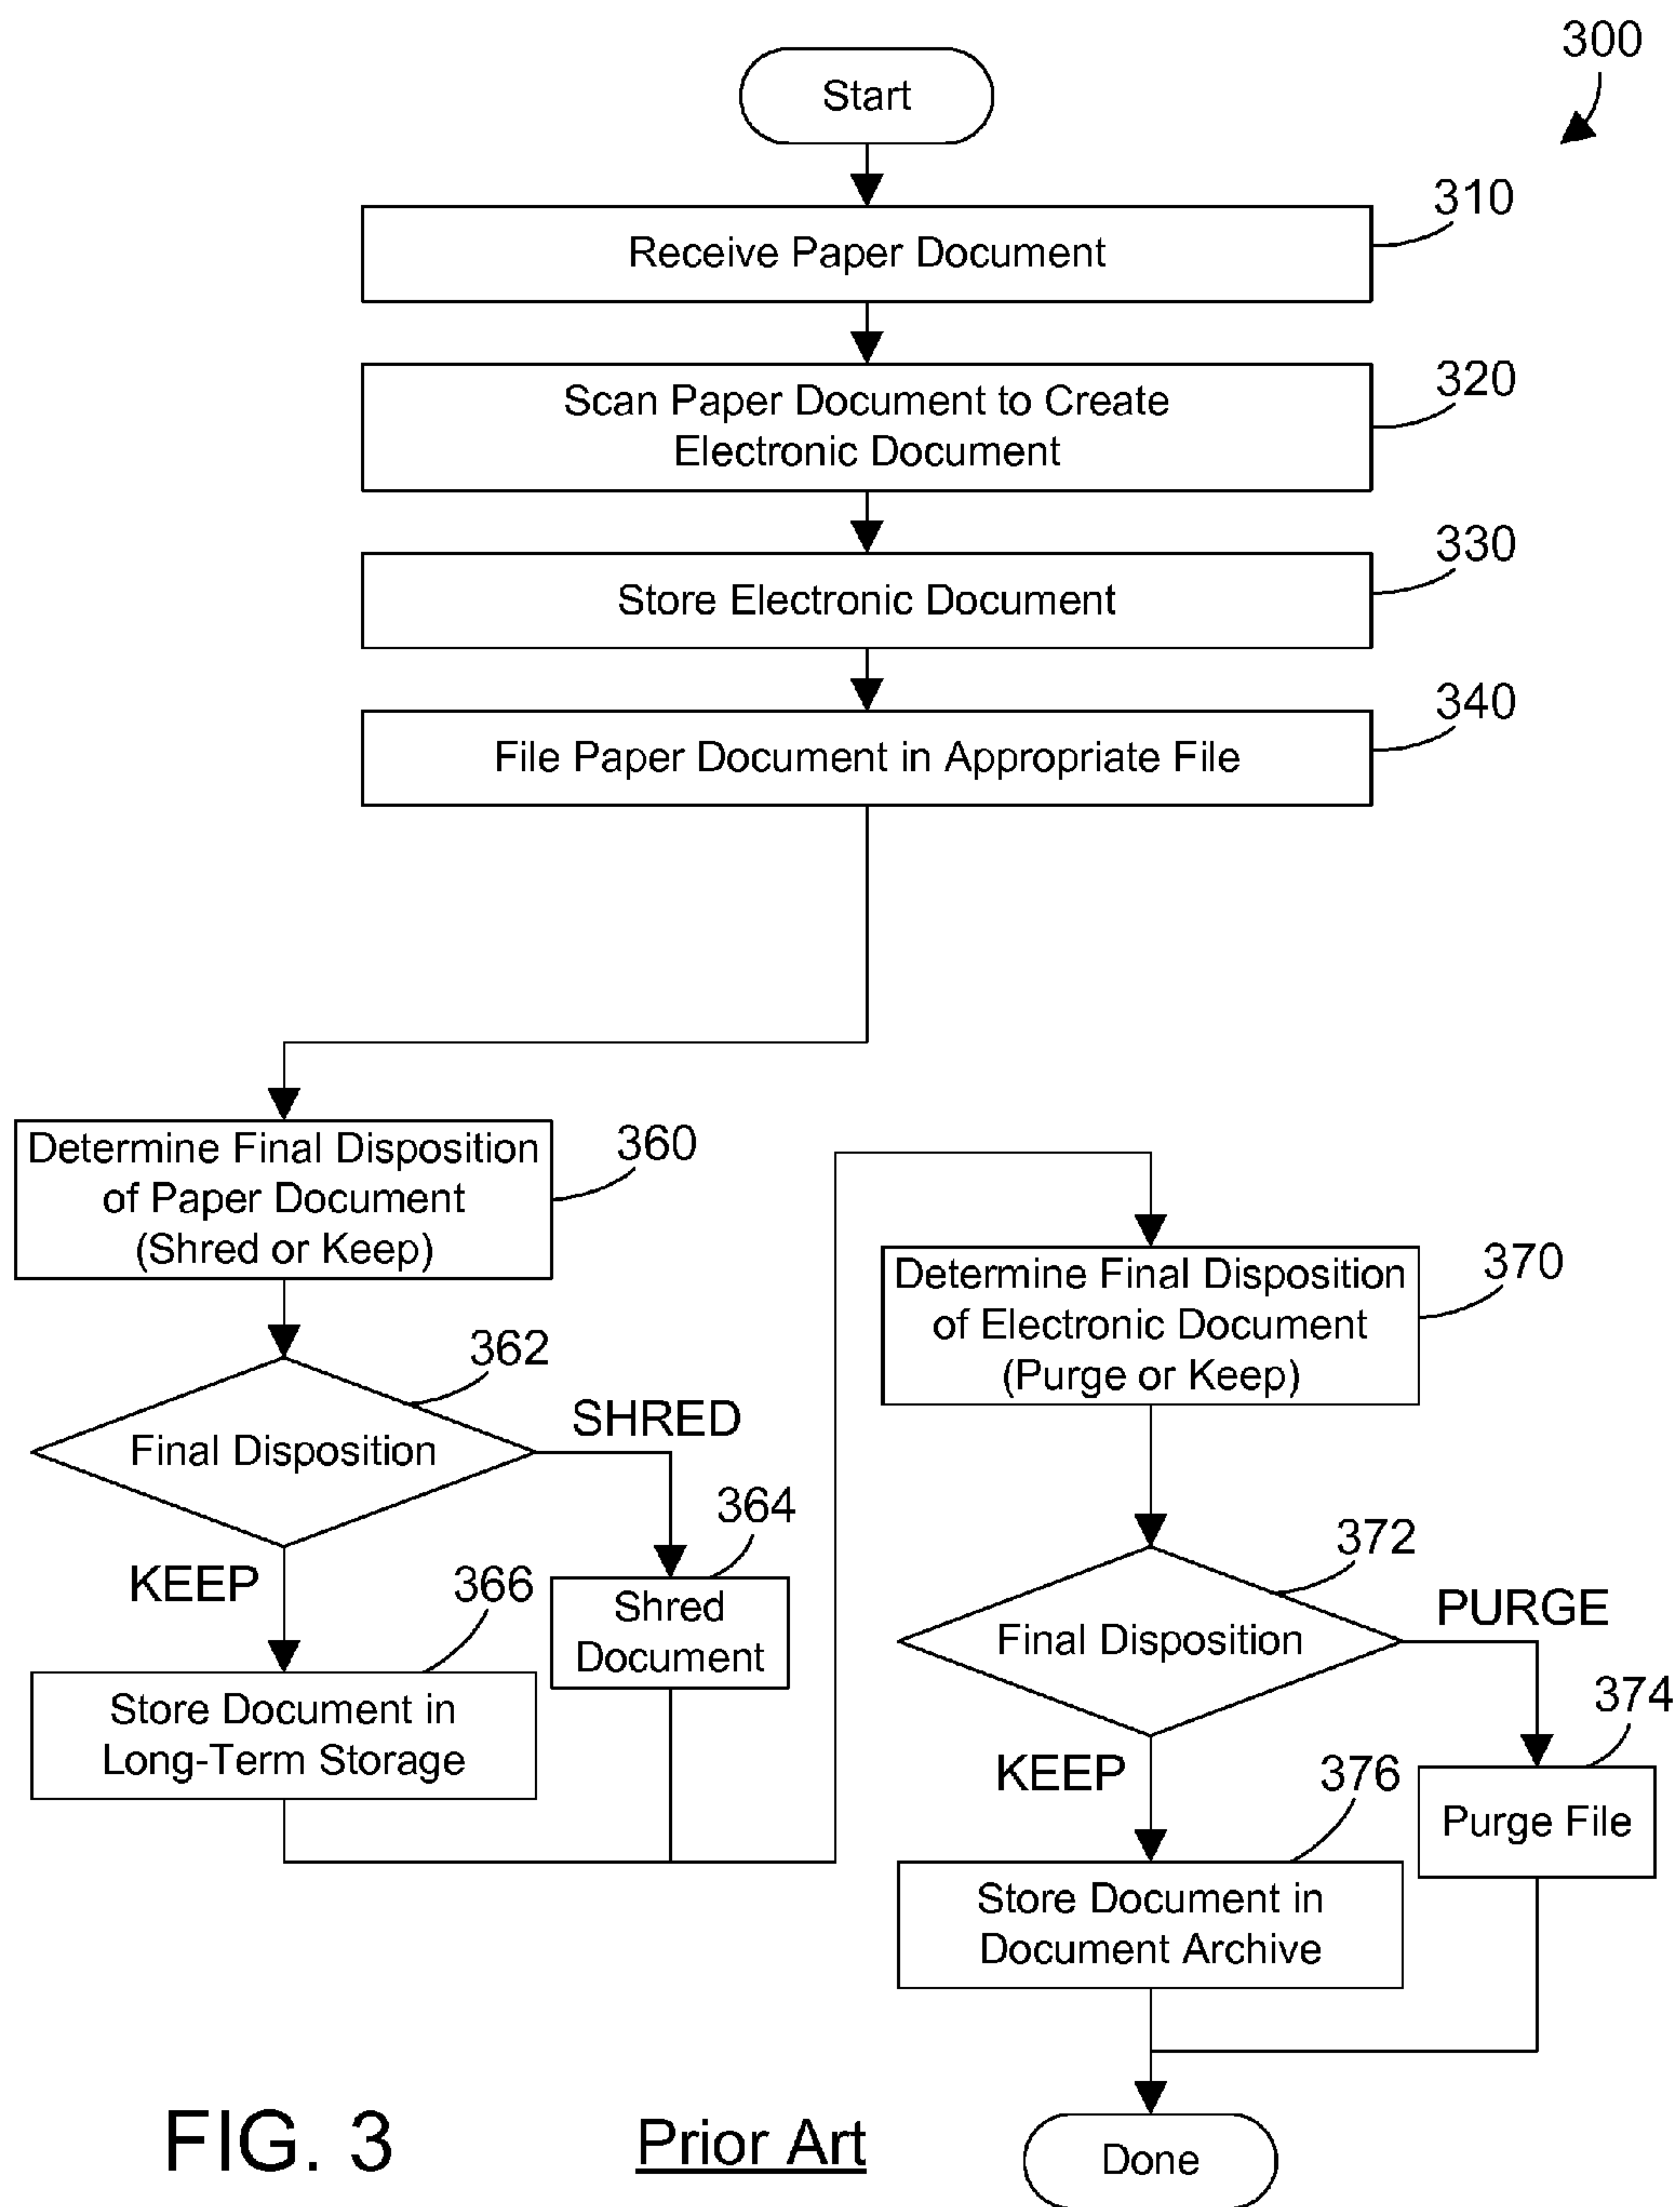 300
Start
310
Receive Paper Document
320
Scan Paper Document to Create
Electronic Document
330
Store Electronic Document
340
File Paper Document in Appropriate File
360
Determine Final Disposition
of Paper Document
(Shred or Keep)
362
Final Disposition
SHRED
364
Shred
Document
KEEP
366
Store Document in
Long-Term Storage
370
Determine Final Disposition
of Electronic Document
(Purge or Keep)
372
Final Disposition
PURGE
374
Purge File
KEEP
376
Store Document in
Document Archive
Done
FIG. 3
Prior Art